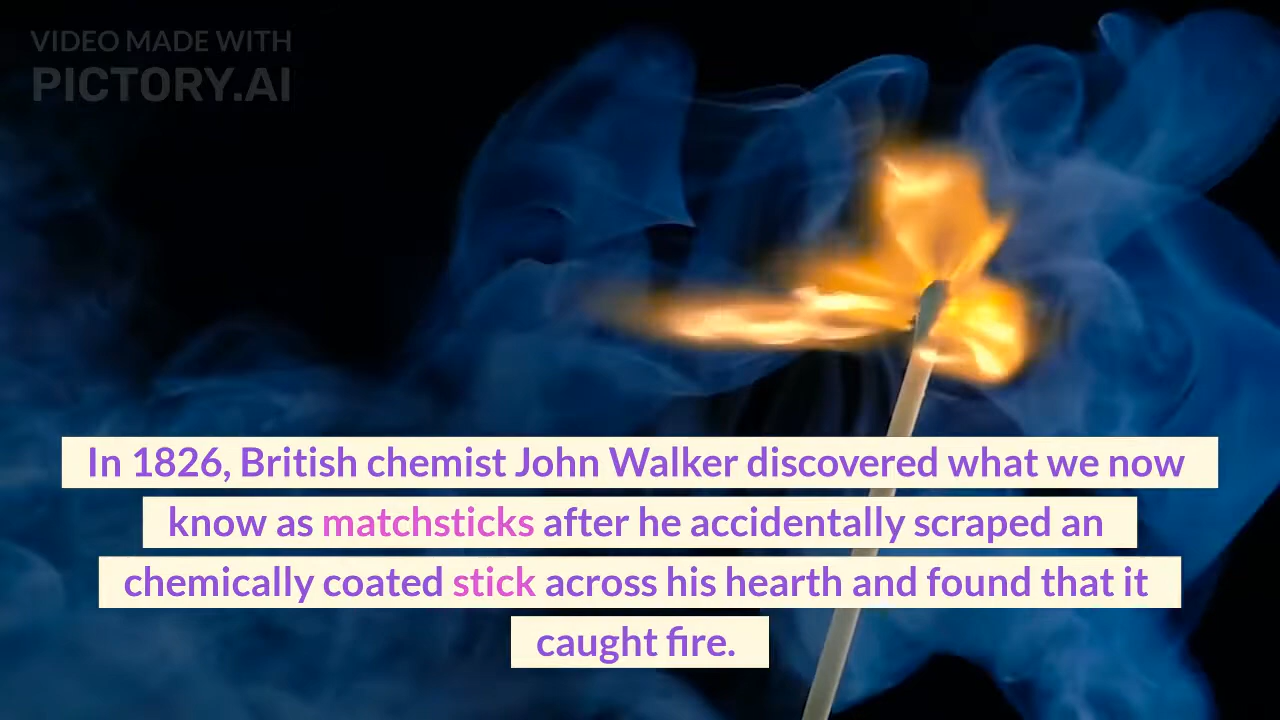 VIDEO MADE WITH
PICTORY.AI
In 1826, British chemist John Walker discovered what we now
know as matchsticks after he accidentally scraped an
chemically coated stick across his hearth and found that it
caught fire.